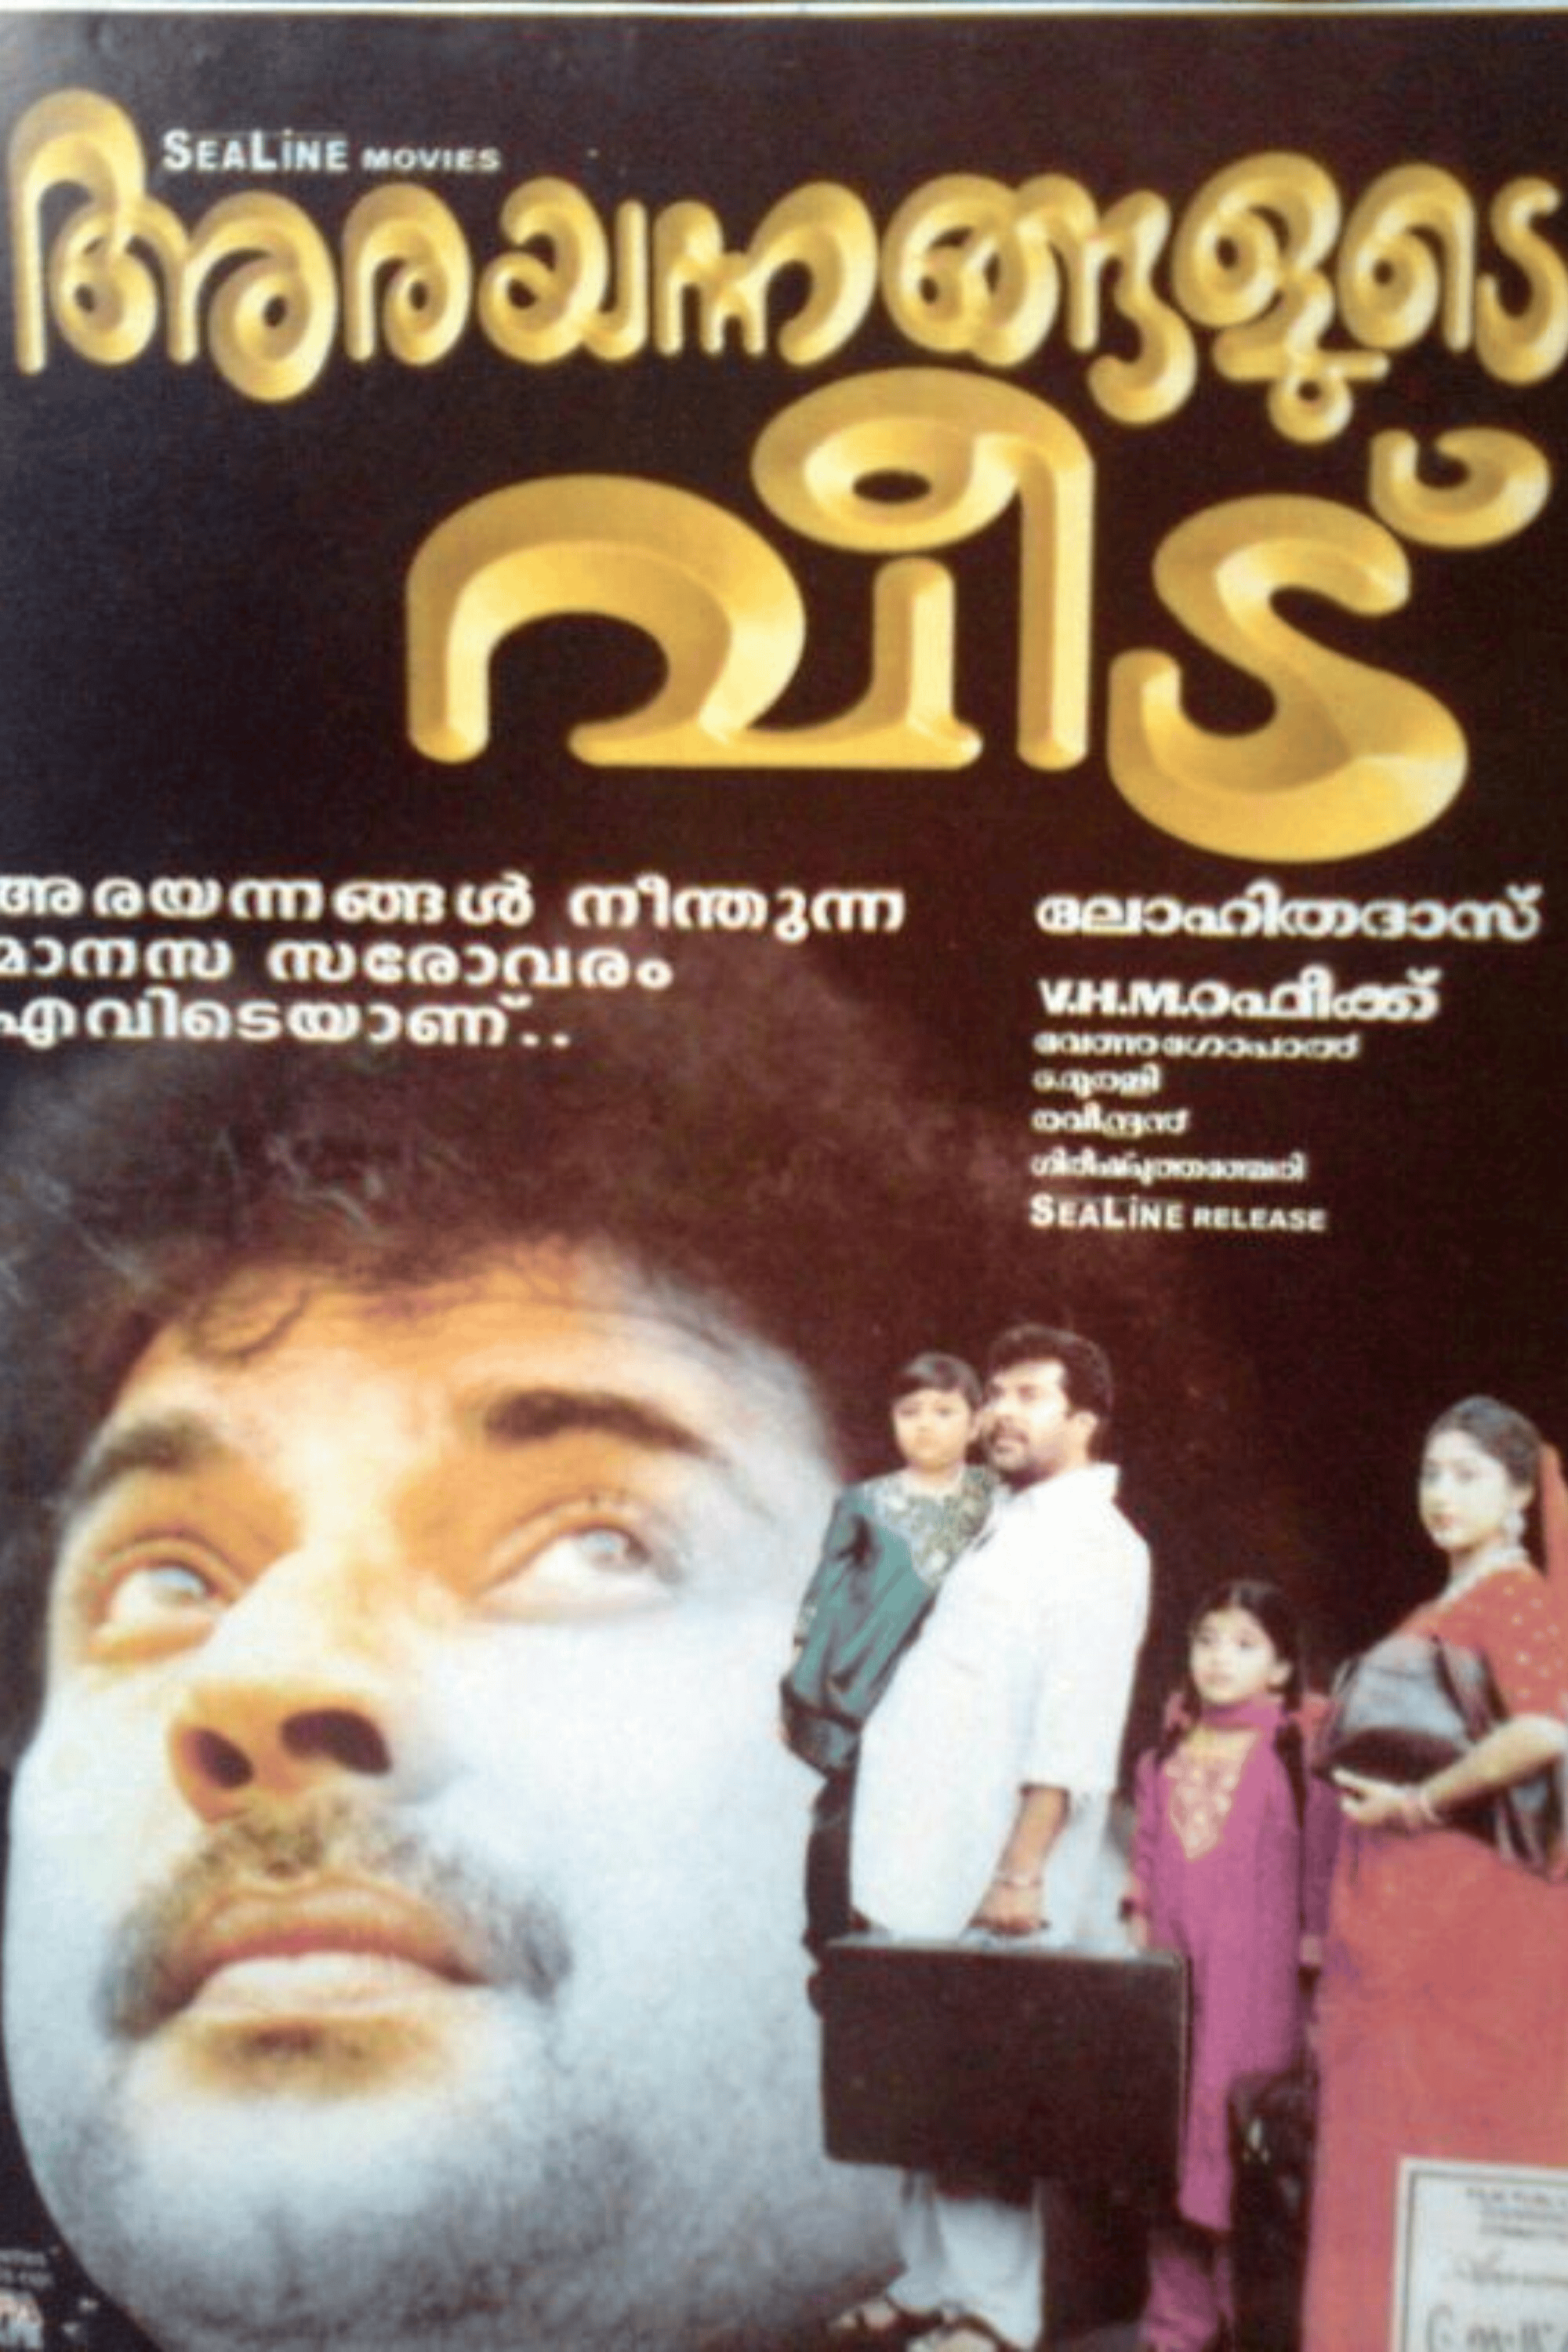 SEALINE MOVIES
അരയന്നങ്ങളുടെ
വീട്
അരയന്നങ്ങൾ നീന്തുന്ന
മാനസ സരോവരം
എവിടെയാണ്..
ലോഹിതദാസ്
V.H.M.റഫീക്ക്
വേണുഗോപാൽ
ജി.മുരളി
രവീന്ദ്രൻ
ഗിരീഷ്പുത്തഞ്ചേരി
SEALINE RELEASE